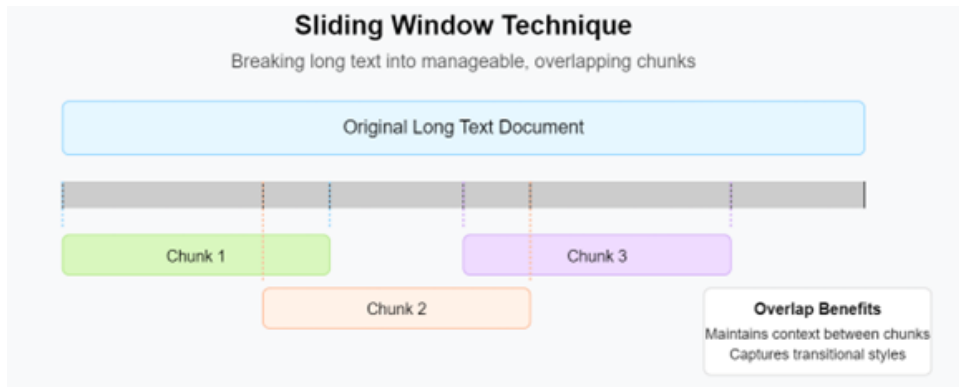 Sliding Window Technique
Breaking long text into manageable, overlapping chunks
Original Long Text Document
Chunk 1
Chunk 3
Chunk 2
Overlap Benefits
Maintains context between chunks
Captures transitional styles